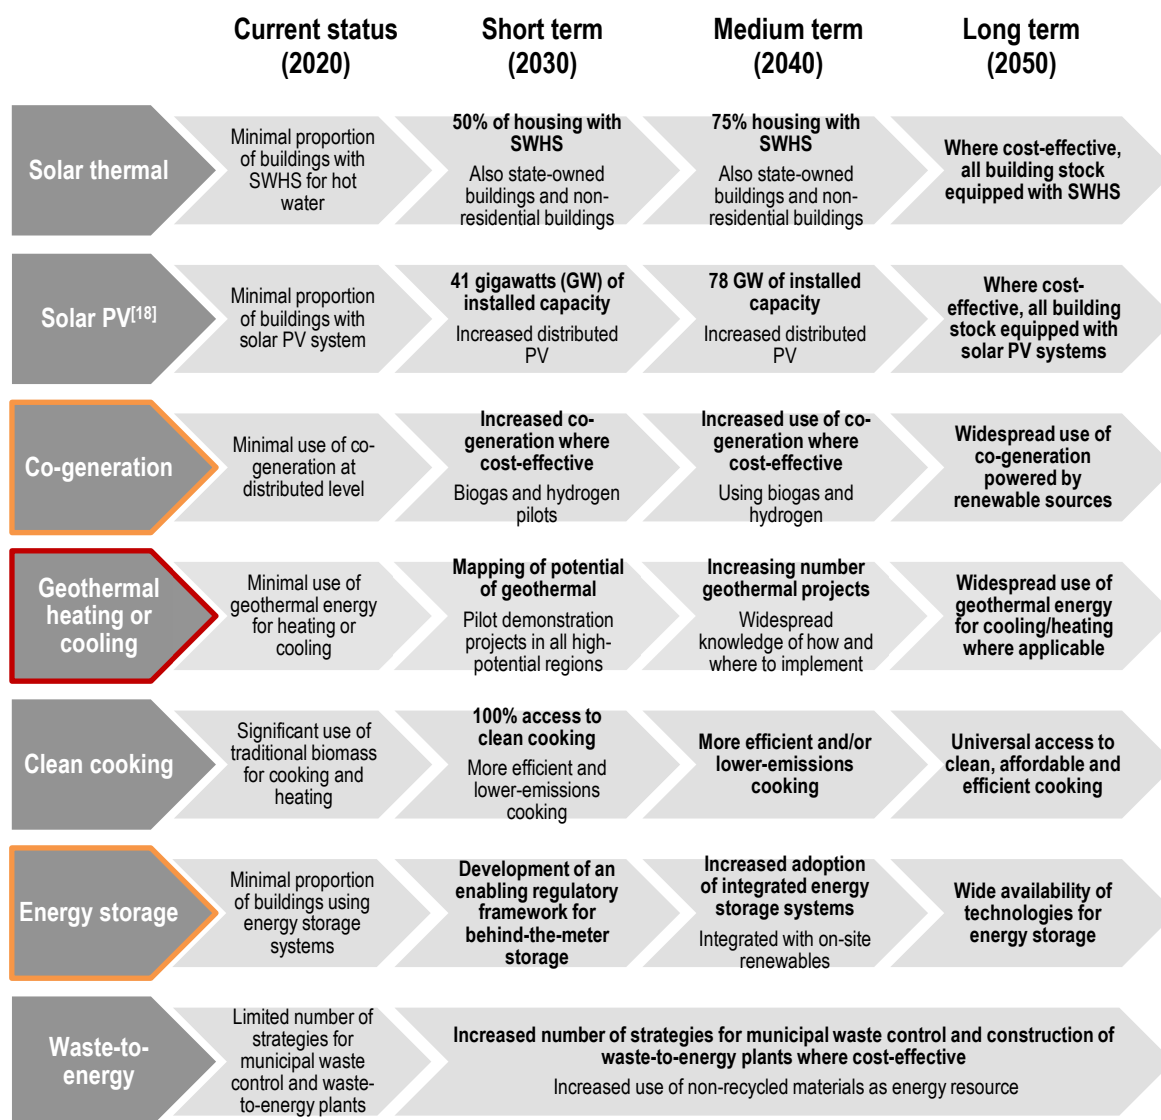 Current status
(2020)
Short term
(2030)
Medium term
(2040)
Long term
(2050)
Solar thermal
Minimal proportion
of buildings with
SWHS for hot
water
50% of housing with
SWHS
Also state-owned
buildings and non-
residential buildings
75% housing with
SWHS
Also state-owned
buildings and non-
residential buildings
Where cost-effective,
all building stock
equipped with SWHS
Solar PV[18]
Minimal proportion
of buildings with
solar PV system
41 gigawatts (GW) of
installed capacity
Increased distributed
PV
78 GW of installed
capacity
Increased distributed
PV
Where cost-
effective, all building
stock equipped with
solar PV systems
Co-generation
Minimal use of co-
generation at
distributed level
Increased co-
generation where
cost-effective
Biogas and hydrogen
pilots
Increased use of co-
generation where
cost-effective
Using biogas and
hydrogen
Widespread use of
co-generation
powered by
renewable sources
Geothermal
heating or
cooling
Minimal use of
geothermal energy
for heating or
cooling
Mapping of potential
of geothermal
Pilot demonstration
projects in all high-
potential regions
Increasing number
geothermal projects
Widespread
knowledge of how and
where to implement
Widespread use of
geothermal energy
for cooling/heating
where applicable
Clean cooking
Significant use of
traditional biomass
for cooking and
heating
100% access to
clean cooking
More efficient and
lower-emissions
cooking
More efficient and/or
lower-emissions
cooking
Universal access to
clean, affordable and
efficient cooking
Energy storage
Minimal proportion
of buildings using
energy storage
systems
Development of an
enabling regulatory
framework for
behind-the-meter
storage
Increased adoption
of integrated energy
storage systems
Integrated with on-site
renewables
Wide availability of
technologies for
energy storage
Waste-to-
energy
Limited number of
strategies for
municipal waste
control and waste-
to-energy plants
Increased number of strategies for municipal waste control and construction of
waste-to-energy plants where cost-effective
Increased use of non-recycled materials as energy resource